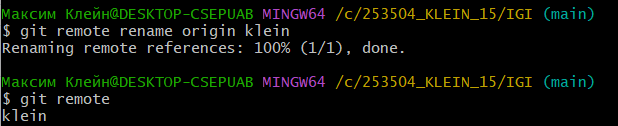 Максим Клейн@DESKTOP-CSEPUAB MINGW64 /c/253504_KLEIN_15/IGI (main)
$ git remote rename origin klein
Renaming remote references: 100% (1/1), done.
Максим Клейн@DESKTOP-CSEPUAB MINGW64 /c/253504_KLEIN_15/IGI (main)
$ git remote
klein